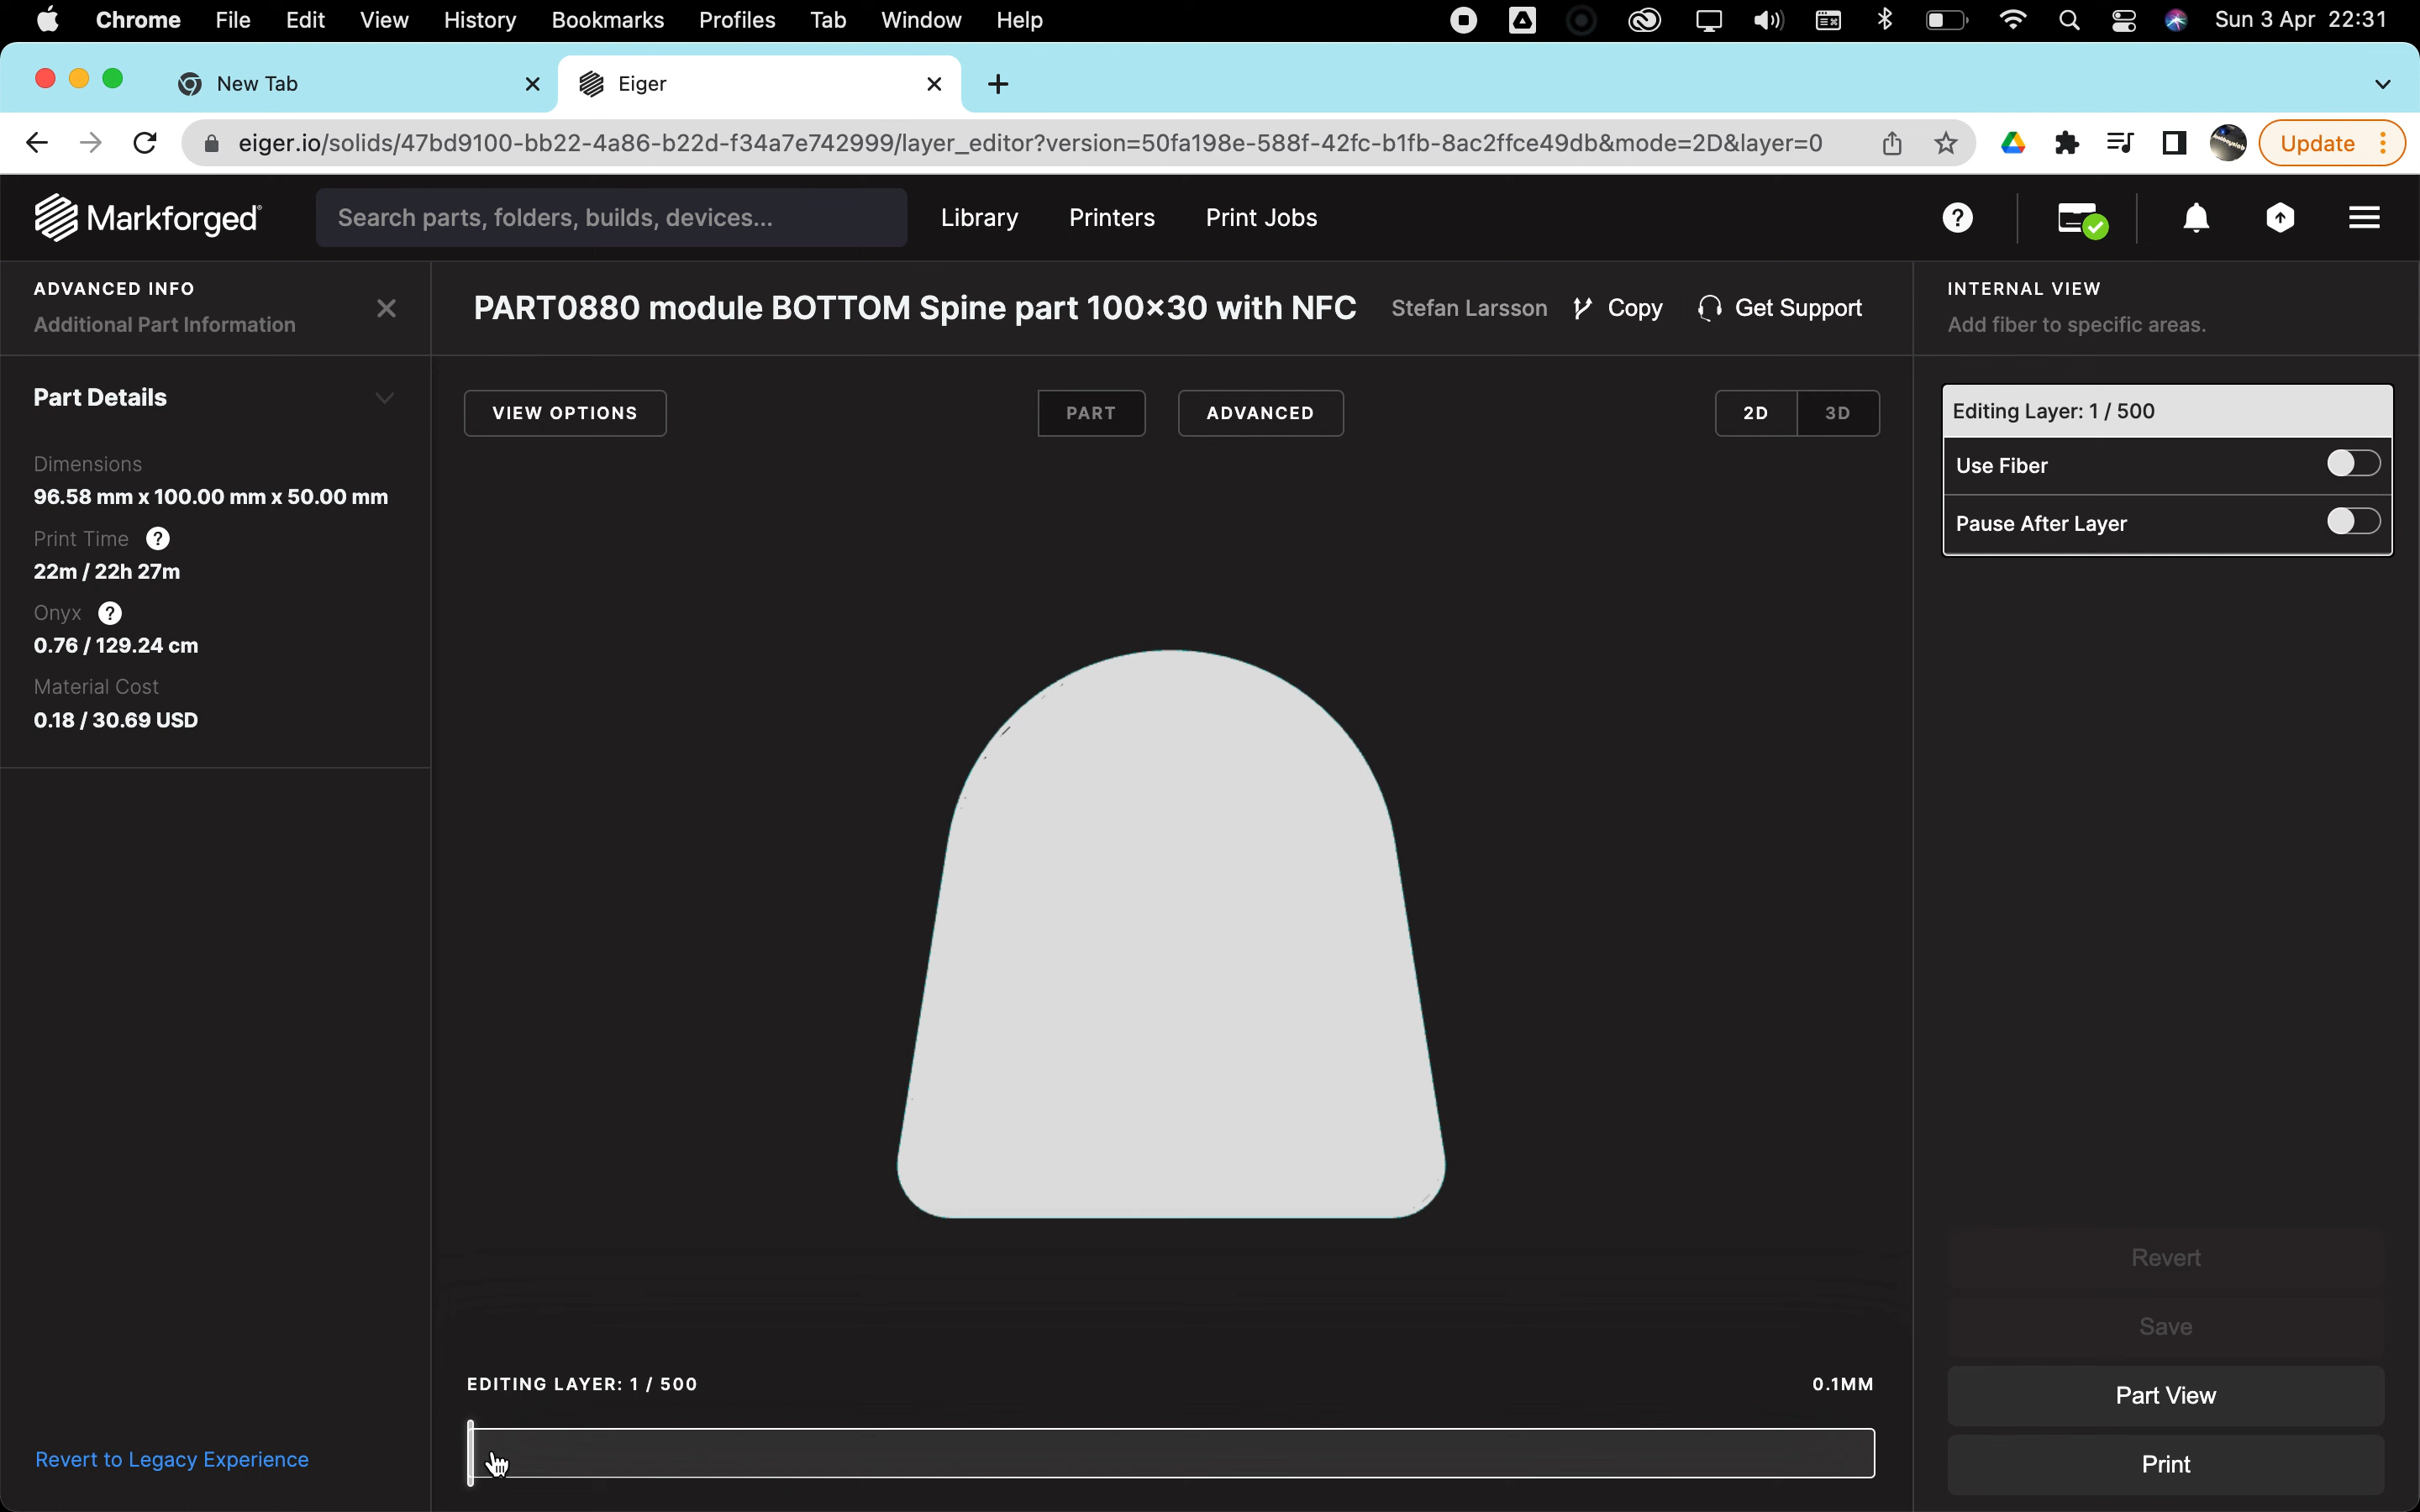 Chrome File Edit View History Bookmarks Profiles Tab Window Help Sun 3 Apr 22:31
New Tab Eiger
eiger.io/solids/47bd9100-bb22-4a86-b22d-f34a7e742999/layer_editor?version=50fa198e-588f-42fc-b1fb-8ac2ffce49db&mode=2D&layer=0 Update
Markforged Search parts, folders, builds, devices... Library Printers Print Jobs
ADVANCED INFO
Additional Part Information
PART0880 module BOTTOM Spine part 100x30 with NFC Stefan Larsson Copy Get Support
INTERNAL VIEW
Add fiber to specific areas.
Part Details
VIEW OPTIONS PART ADVANCED 2D 3D
Editing Layer: 1 / 500
Use Fiber
Pause After Layer
Dimensions
96.58 mm x 100.00 mm x 50.00 mm
Print Time ?
22m / 22h 27m
Onyx ?
0.76 / 129.24 cm
Material Cost
0.18 / 30.69 USD
Revert to Legacy Experience
EDITING LAYER: 1 / 500 0.1MM
Revert
Save
Part View
Print